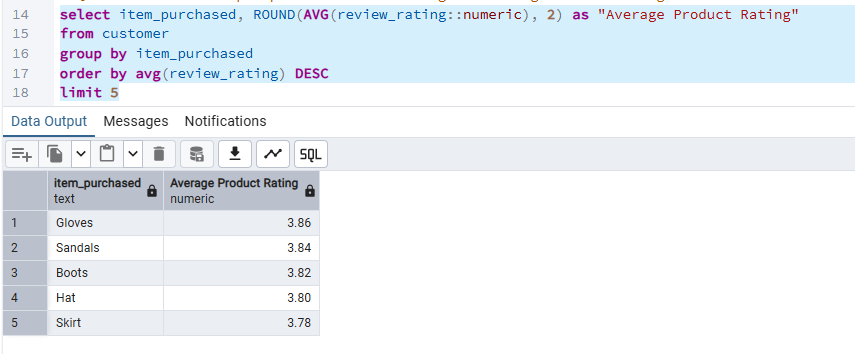 14 select item_purchased, ROUND(AVG(review_rating::numeric), 2) as "Average Product Rating"
15 from customer
16 group by item_purchased
17 order by avg(review_rating) DESC
18 limit 5
Data Output Messages Notifications
SQL
item_purchased Average Product Rating
text numeric
1 Gloves 3.86
2 Sandals 3.84
3 Boots 3.82
4 Hat 3.80
5 Skirt 3.78